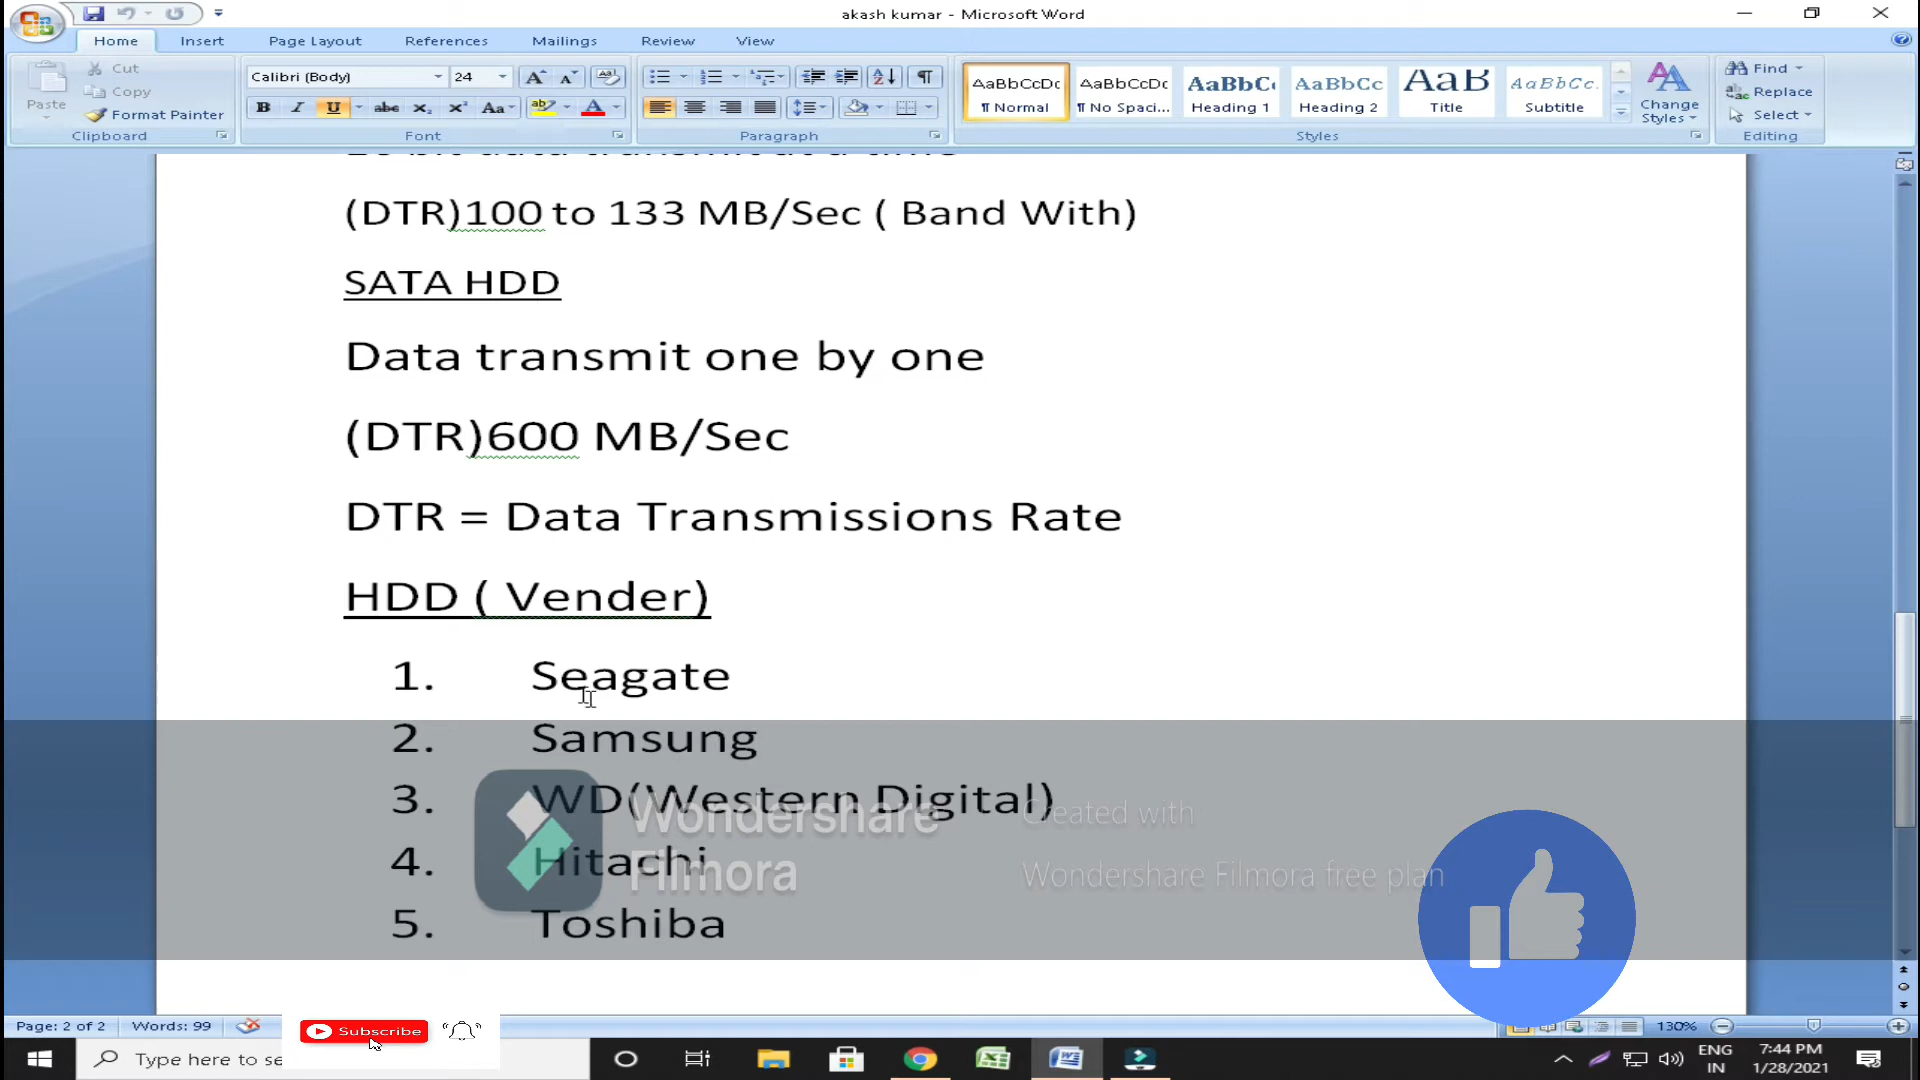 akash kumar - Microsoft Word
Home Insert Page Layout References Mailings Review View
Paste
Cut
Copy
Format Painter
Clipboard
Calibri (Body) 24
Font
Paragraph
AaBbCcDc AaBbCcDc AaBbC AaBbCc AaB AaBbCc.
¶ Normal ¶ No Spaci... Heading 1 Heading 2 Title Subtitle
Change Styles
Styles
Find
Replace
Select
Editing
(DTR)100 to 133 MB/Sec ( Band With)
SATA HDD
Data transmit one by one
(DTR)600 MB/Sec
DTR = Data Transmissions Rate
HDD ( Vender)
1. Seagate
2. Samsung
3. WD(Western Digital)
4. Hitachi
5. Toshiba
Wondershare
Filmora
Created with
Wondershare Filmora free plan
Page: 2 of 2 Words: 99
130%
Subscribe
Type here to se
ENG
IN
7:44 PM
1/28/2021